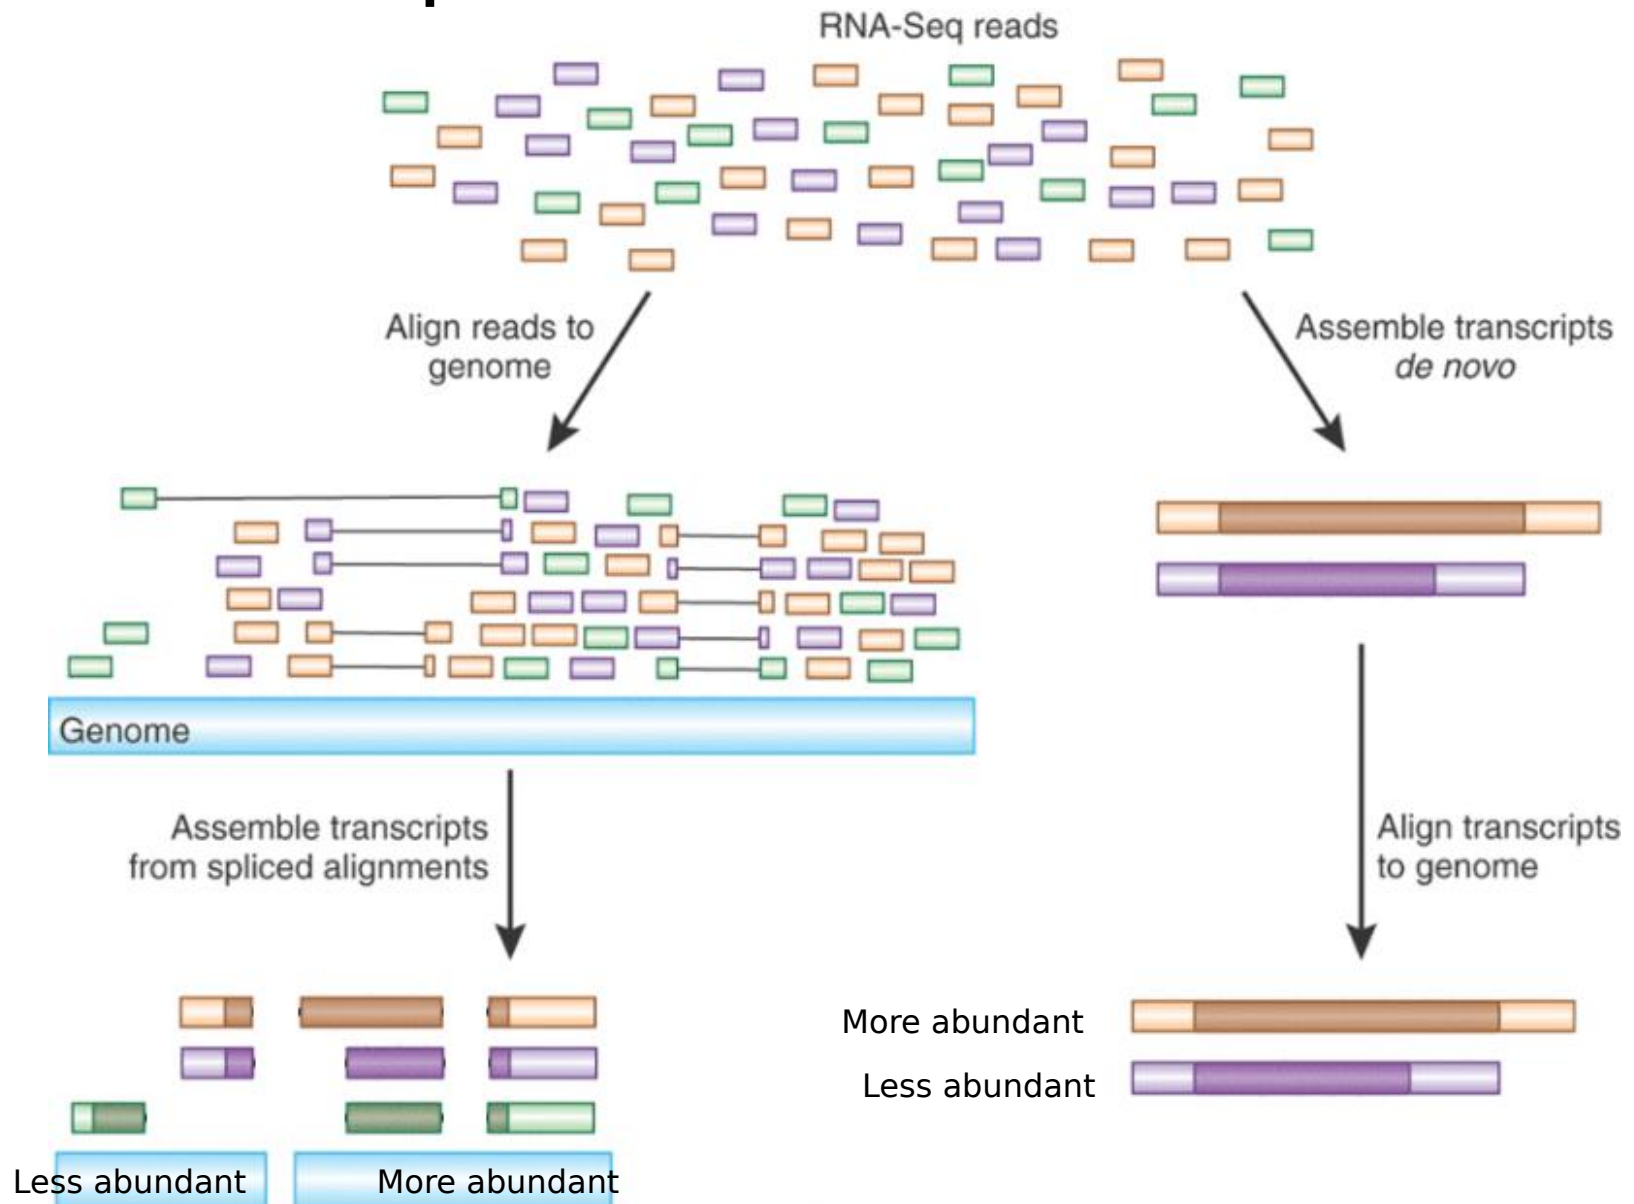 RNA-Seq reads
Align reads to
genome
Assemble transcripts
de novo
Genome
Assemble transcripts
from spliced alignments
Align transcripts
to genome
More abundant
Less abundant
Less abundant
More abundant